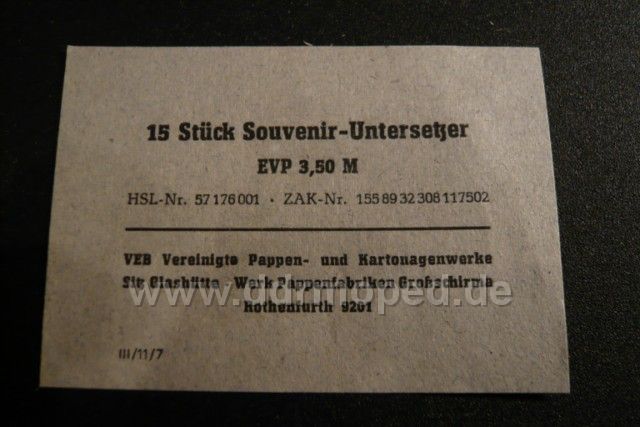 15 Stück Souvenir-Untersetzer
EVP 3,50 M
HSL-Nr. 57176001 · ZAK-Nr. 155 89 32 308 117502
VEB Vereinigte Pappen- und Kartonagenwerke
Sitz Glashütte · Werk Pappenfabriken Großschirma
Rothenfurth 9201
www.ddrmoped.de
III/11/7